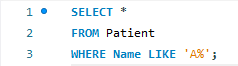 1 SELECT *
2 FROM Patient
3 WHERE Name LIKE 'A%';